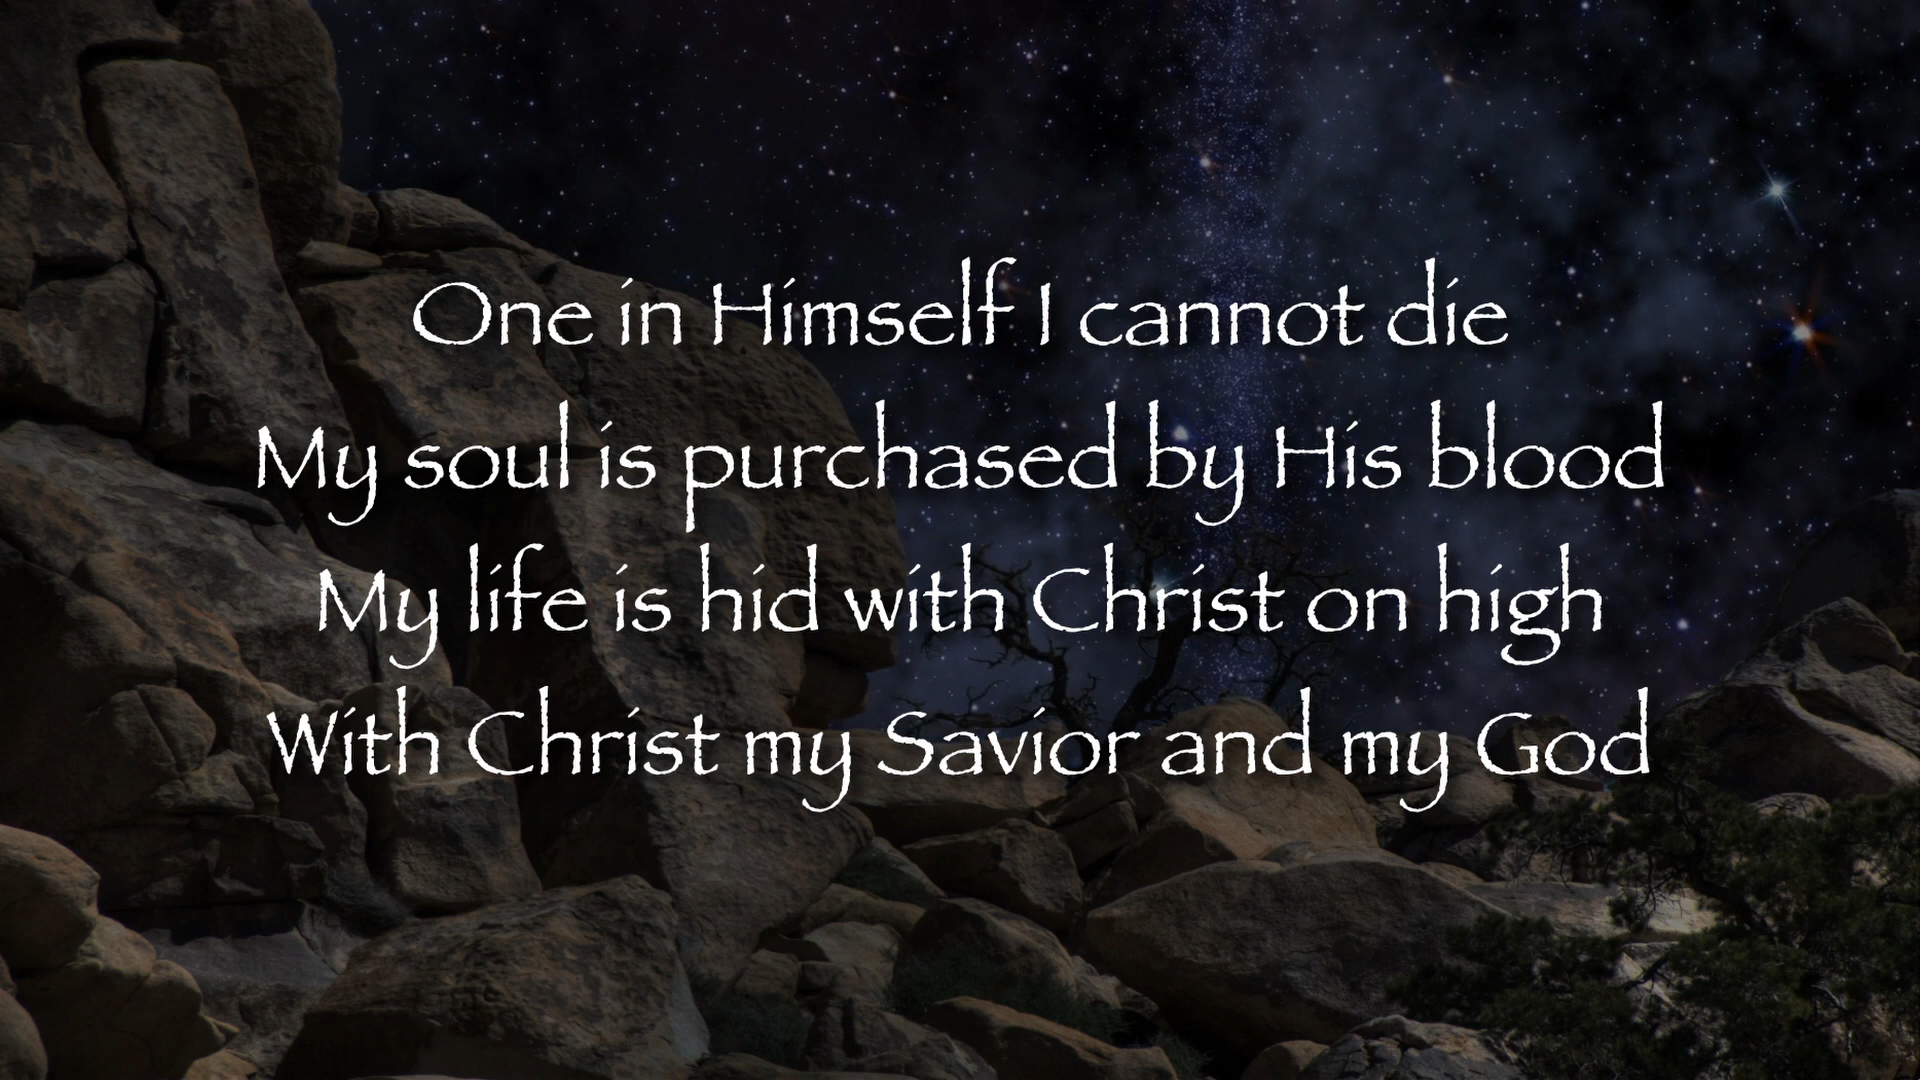 One in Himself I cannot die
My soul is purchased by His blood
My life is hid with Christ on high
With Christ my Savior and my God